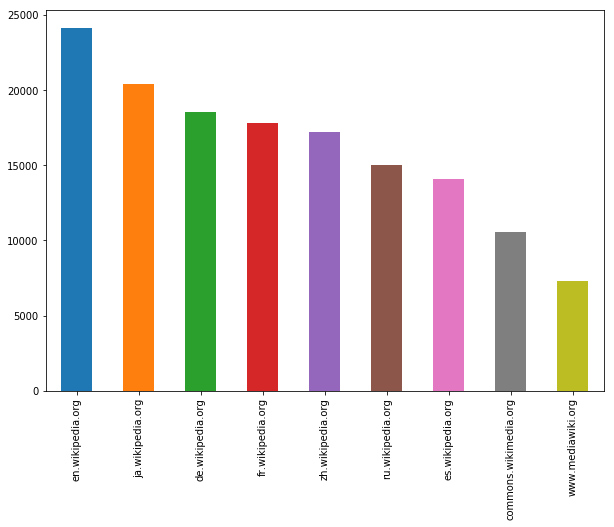 25000
20000
15000
10000
5000
0
en.wikipedia.org
ja.wikipedia.org
de.wikipedia.org
fr.wikipedia.org
zh.wikipedia.org
ru.wikipedia.org
es.wikipedia.org
commons.wikimedia.org
www.mediawiki.org